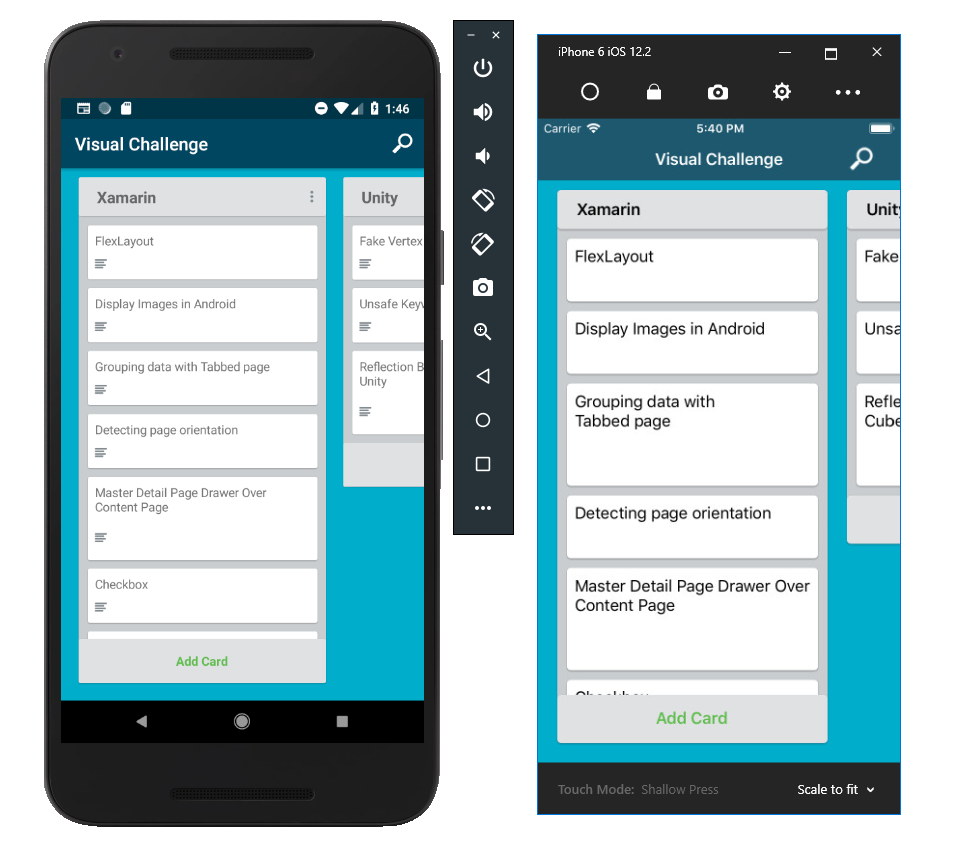 1:46
Visual Challenge
Xamarin
FlexLayout
Display Images in Android
Grouping data with Tabbed page
Detecting page orientation
Master Detail Page Drawer Over
Content Page
Checkbox
Add Card
Unity
Fake Vertex
Unsafe Keyw
Reflection B
Unity
iPhone 6 iOS 12.2
Carrier
5:40 PM
Visual Challenge
Xamarin
FlexLayout
Display Images in Android
Grouping data with
Tabbed page
Detecting page orientation
Master Detail Page Drawer Over
Content Page
Checkbox
Add Card
Unity
Fake
Unsa
Refle
Cube
Touch Mode: Shallow Press
Scale to fit